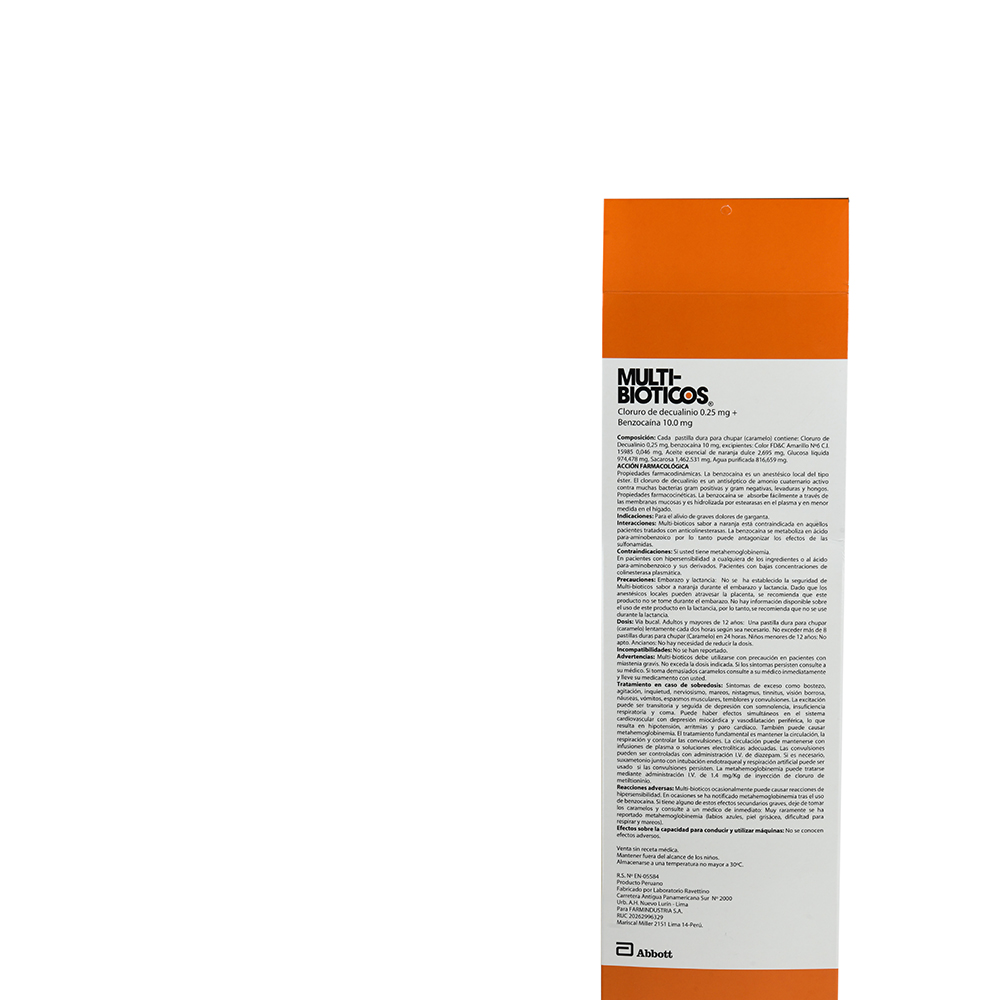 MULTI-
BIOTICOS®
Cloruro de decualinio 0.25 mg +
Benzocaína 10.0 mg
Composición: Cada pastilla dura para chupar (caramelo) contiene: Cloruro de
Decualinio 0,25 mg, benzocaina 10 mg, excipientes: Color FD&C Amarillo Nº6 C.I.
15985 0,046 mg, Aceite esencial de naranja dulce 2,695 mg, Glucosa liquida
974,478 mg, Sacarosa 1,462.531 mg, Agua purificada 816,659 mg.
ACCIÓN FARMACOLÓGICA
Propiedades farmacodinámicas. La benzocaína es un anestésico local del tipo
éster. El cloruro de decualinio es un antiséptico de amonio cuaternario activo
contra muchas bacterias gram positivas y gram negativas, levaduras y hongos.
Propiedades farmacocinéticas. La benzocaína se absorbe fácilmente a través de
las membranas mucosas y es hidrolizada por estearasas en el plasma y en menor
medida en el hígado.
Indicaciones: Para el alivio de graves dolores de garganta.
Interacciones: Multi-bioticos sabor a naranja está contraindicada en aquellos
pacientes tratados con anticolinesterasas. La benzocaína se metaboliza en ácido
para-aminobenzoico por lo tanto puede antagonizar los efectos de las
sulfonamidas.
Contraindicaciones: Si usted tiene metahemoglobinemia.
En pacientes con hipersensibilidad a cualquiera de los ingredientes o al ácido
para-aminobenzoico y sus derivados. Pacientes con bajas concentraciones de
colinesterasa plasmática.
Precauciones: Embarazo y lactancia: No se ha establecido la seguridad de
Multi-bioticos sabor a naranja durante el embarazo y lactancia. Dado que los
anestésicos locales pueden atravesar la placenta, se recomienda que este
producto no se tome durante el embarazo. No hay información disponible sobre
el uso de este producto en la lactancia, por lo tanto, se recomienda que no se use
durante la lactancia.
Dosis: Vía bucal. Adultos y mayores de 12 años: Una pastilla dura para chupar
(caramelo) lentamente cada dos horas según sea necesario. No exceder más de 8
pastillas duras para chupar (Caramelo) en 24 horas. Niños menores de 12 años: No
apto. Ancianos: No hay necesidad de reducir la dosis.
Incompatibilidades: No se han reportado.
Advertencias: Multi-bioticos debe utilizarse con precaución en pacientes con
miastenia gravis. No exceda la dosis indicada. Si los síntomas persisten consulte a
su médico. Si toma demasiados caramelos consulte a su médico inmediatamente
y lleve su medicamento con usted.
Tratamiento en caso de sobredosis: Síntomas de exceso como bostezo,
agitación, inquietud, nerviosismo, mareos, nistagmus, tinnitus, visión borrosa,
náuseas, vómitos, espasmos musculares, temblores y convulsiones. La excitación
puede ser transitoria y seguida de depresión con somnolencia, insuficiencia
respiratoria y coma. Puede haber efectos simultáneos en el sistema
cardiovascular con depresión miocárdica y vasodilatación periférica, lo que
resulta en hipotensión, arritmias y paro cardíaco. También puede causar
metahemoglobinemia. El tratamiento fundamental es mantener la circulación, la
respiración y controlar las convulsiones. La circulación puede mantenerse con
infusiones de plasma o soluciones electrolíticas adecuadas. Las convulsiones
pueden ser controladas con administración I.V. de diazepam. Si es necesario,
suxametonio junto con intubación endotraqueal y respiración artificial puede ser
usado si las convulsiones persisten. La metahemoglobinemia puede tratarse
mediante administración I.V. de 1.4 mg/Kg de inyección de cloruro de
metiltioninio.
Reacciones adversas: Multi-bioticos ocasionalmente puede causar reacciones de
hipersensibilidad. En ocasiones se ha notificado metahemoglobinemia tras el uso
de benzocaína. Si tiene alguno de estos efectos secundarios graves, deje de tomar
los caramelos y consulte a un médico de inmediato: Muy raramente se ha
reportado metahemoglobinemia (labios azules, piel grisácea, dificultad para
respirar y mareos).
Efectos sobre la capacidad para conducir y utilizar máquinas: No se conocen
efectos adversos.
Venta sin receta médica.
Mantener fuera del alcance de los niños.
Almacenarse a una temperatura no mayor a 30ºC.
R.S. Nº EN-05584
Producto Peruano
Fabricado por Laboratorio Ravettino
Carretera Antigua Panamericana Sur Nº 2000
Urb. A.H. Nuevo Lurín - Lima
Para FARMINDUSTRIA S.A.
RUC 20262996329
Mariscal Miller 2151 Lima 14-Perú.
Abbott